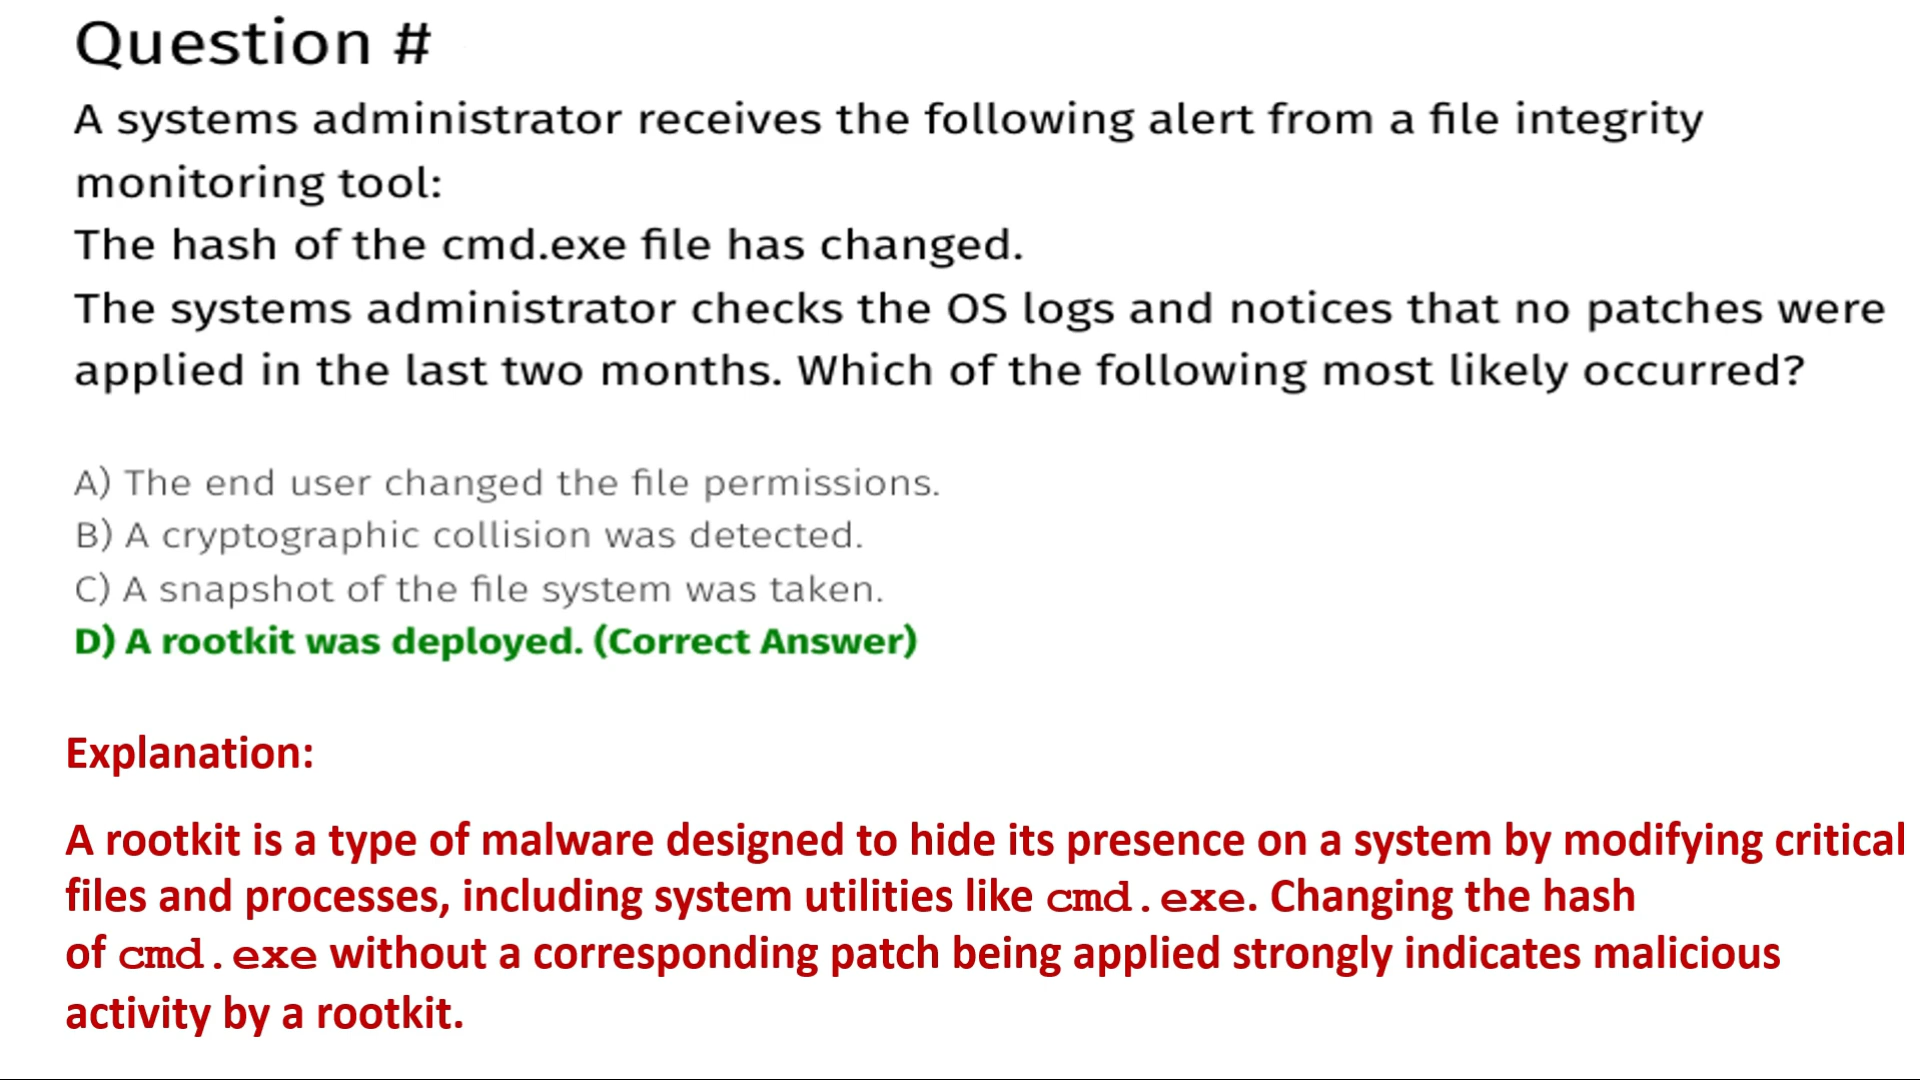 Question #
A systems administrator receives the following alert from a file integrity
monitoring tool:
The hash of the cmd.exe file has changed.
The systems administrator checks the OS logs and notices that no patches were
applied in the last two months. Which of the following most likely occurred?
A) The end user changed the file permissions.
B) A cryptographic collision was detected.
C) A snapshot of the file system was taken.
D) A rootkit was deployed. (Correct Answer)
Explanation:
A rootkit is a type of malware designed to hide its presence on a system by modifying critical
files and processes, including system utilities like cmd.exe. Changing the hash
of cmd.exe without a corresponding patch being applied strongly indicates malicious
activity by a rootkit.